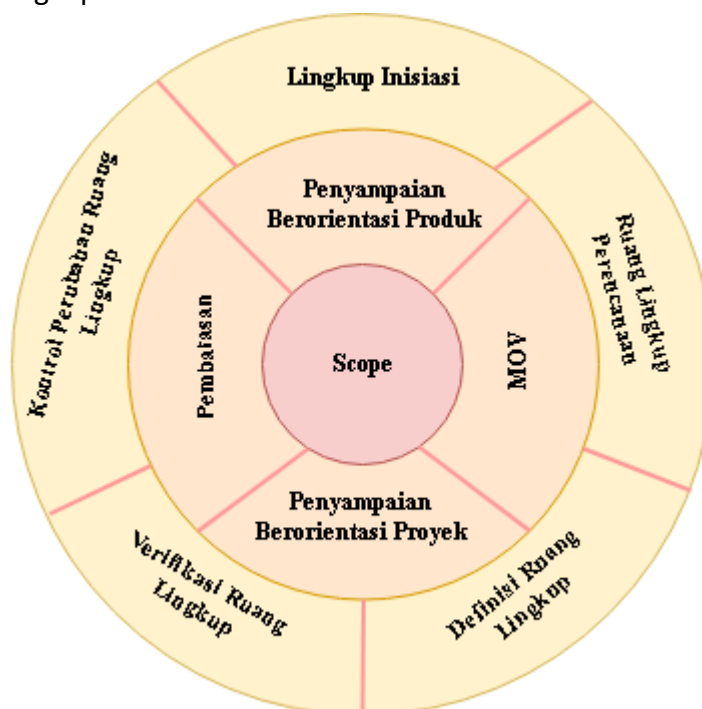 Lingkup Inisiasi
Penyampaian
Berorientasi Produk
Kontrol Perubahan Ruang
Lingkup
Ruang Lingkup
Perencanaan
Pembatasan
Scope
MOV
Penyampaian
Berorientasi Proyek
Verifikasi Ruang
Lingkup
Definisi Ruang
Lingkup